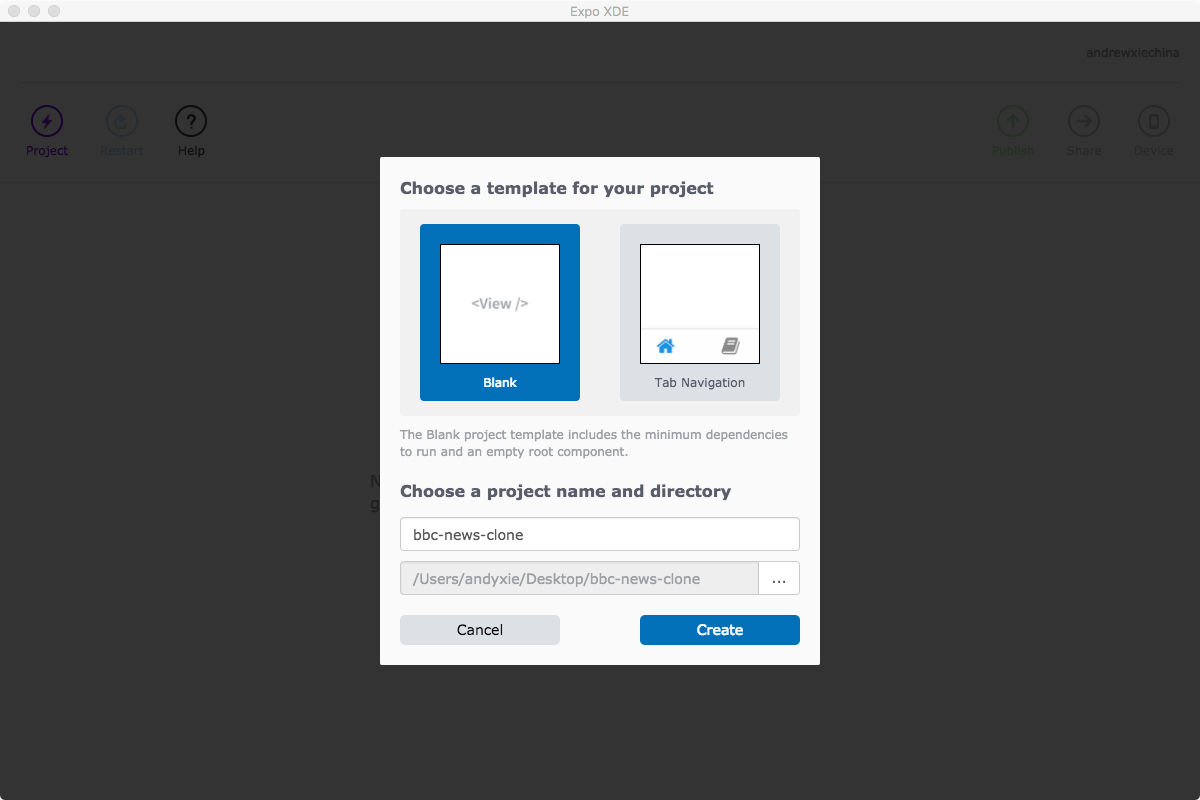 Expo XDE
andrewxiechina
Project
Restart
Help
Publish
Share
Device
Choose a template for your project
<View />
Blank
Tab Navigation
The Blank project template includes the minimum dependencies
to run and an empty root component.
Choose a project name and directory
bbc-news-clone
/Users/andyxie/Desktop/bbc-news-clone
...
Cancel
Create